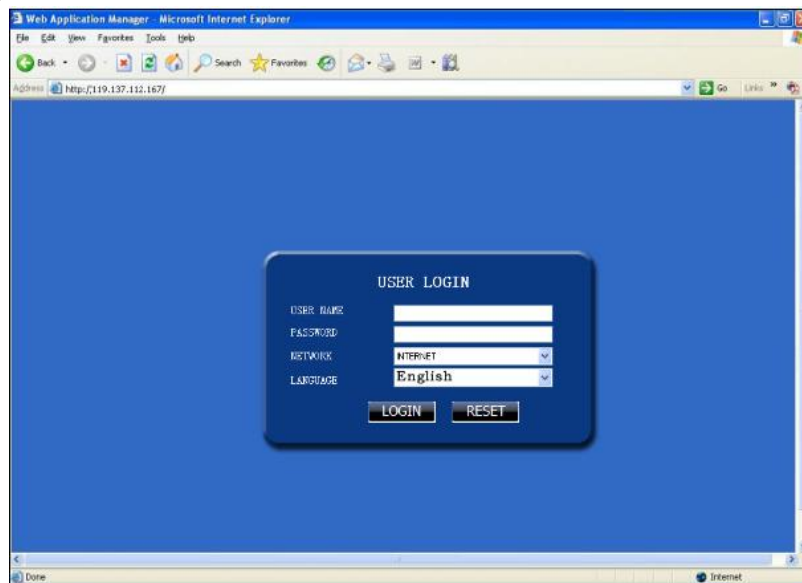 Web Application Manager - Microsoft Internet Explorer
File Edit View Favorites Tools Help
Back Search Favorites
Address http://119.137.112.167/ Go Links »
USER LOGIN
USER NAME
PASSWORD
NETWORK INTERNET
LANGUAGE English
LOGIN RESET
Done Internet